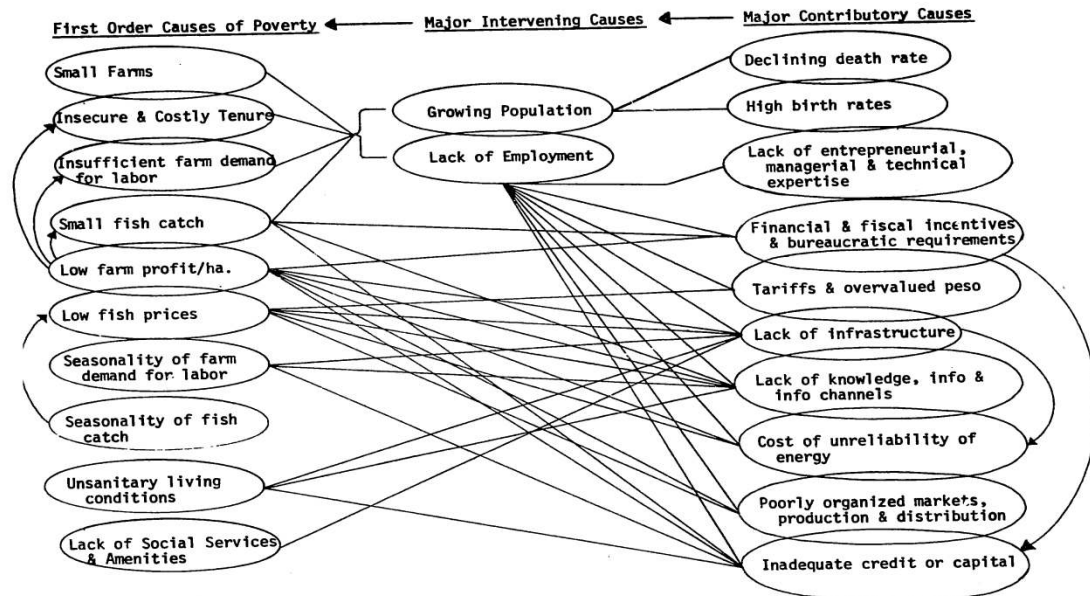 First Order Causes of Poverty
Major Intervening Causes
Major Contributory Causes
Small Farms
Insecure & Costly Tenure
Insufficient farm demand
for labor
Small fish catch
Low farm profit/ha.
Low fish prices
Seasonality of farm
demand for labor
Seasonality of fish
catch
Unsanitary living
conditions
Lack of Social Services
& Amenities
Growing Population
Lack of Employment
Declining death rate
High birth rates
Lack of entrepreneurial,
managerial & technical
expertise
Financial & fiscal incentives
& bureaucratic requirements
Tariffs & overvalued peso
Lack of infrastructure
Lack of knowledge, info &
info channels
Cost of unreliability of
energy
Poorly organized markets,
production & distribution
Inadequate credit or capital